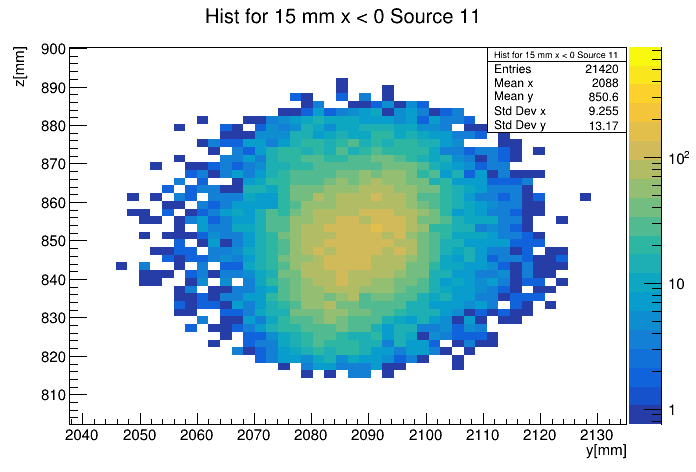 Hist for 15 mm x < 0 Source 11
z[mm]
900
890
880
870
860
850
840
830
820
810
Hist for 15 mm x < 0 Source 11
Entries 21420
Mean x 2088
Mean y 850.6
Std Dev x 9.255
Std Dev y 13.17
10²
10
1
2040 2050 2060 2070 2080 2090 2100 2110 2120 2130
y[mm]